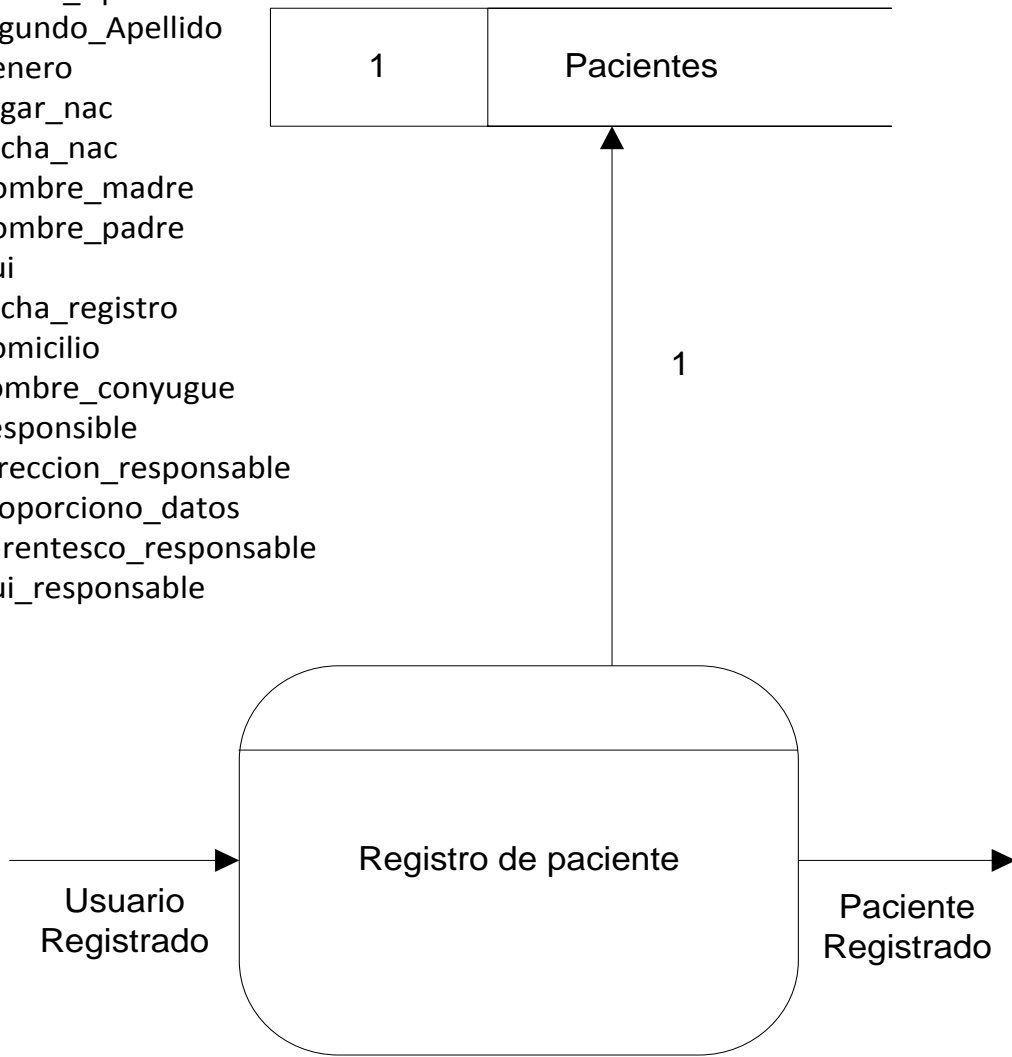 gundo_Apellido
enero
gar_nac
cha_nac
ombre_madre
ombre_padre
ui
cha_registro
omicilio
ombre_conyugue
esponsible
reccion_responsable
oporciono_datos
rentesco_responsable
ui_responsable
1
Pacientes
1
Registro de paciente
Usuario
Registrado
Paciente
Registrado